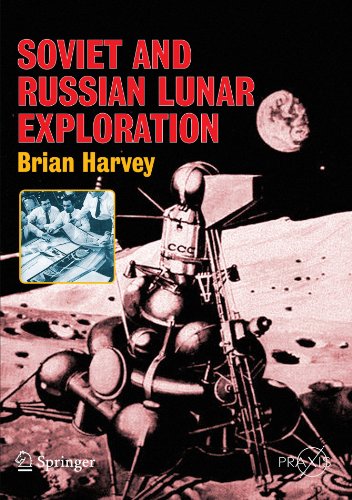 SOVIET AND
RUSSIAN LUNAR
EXPLORATION
Brian Harvey
CCCP
Springer
PRAXIS